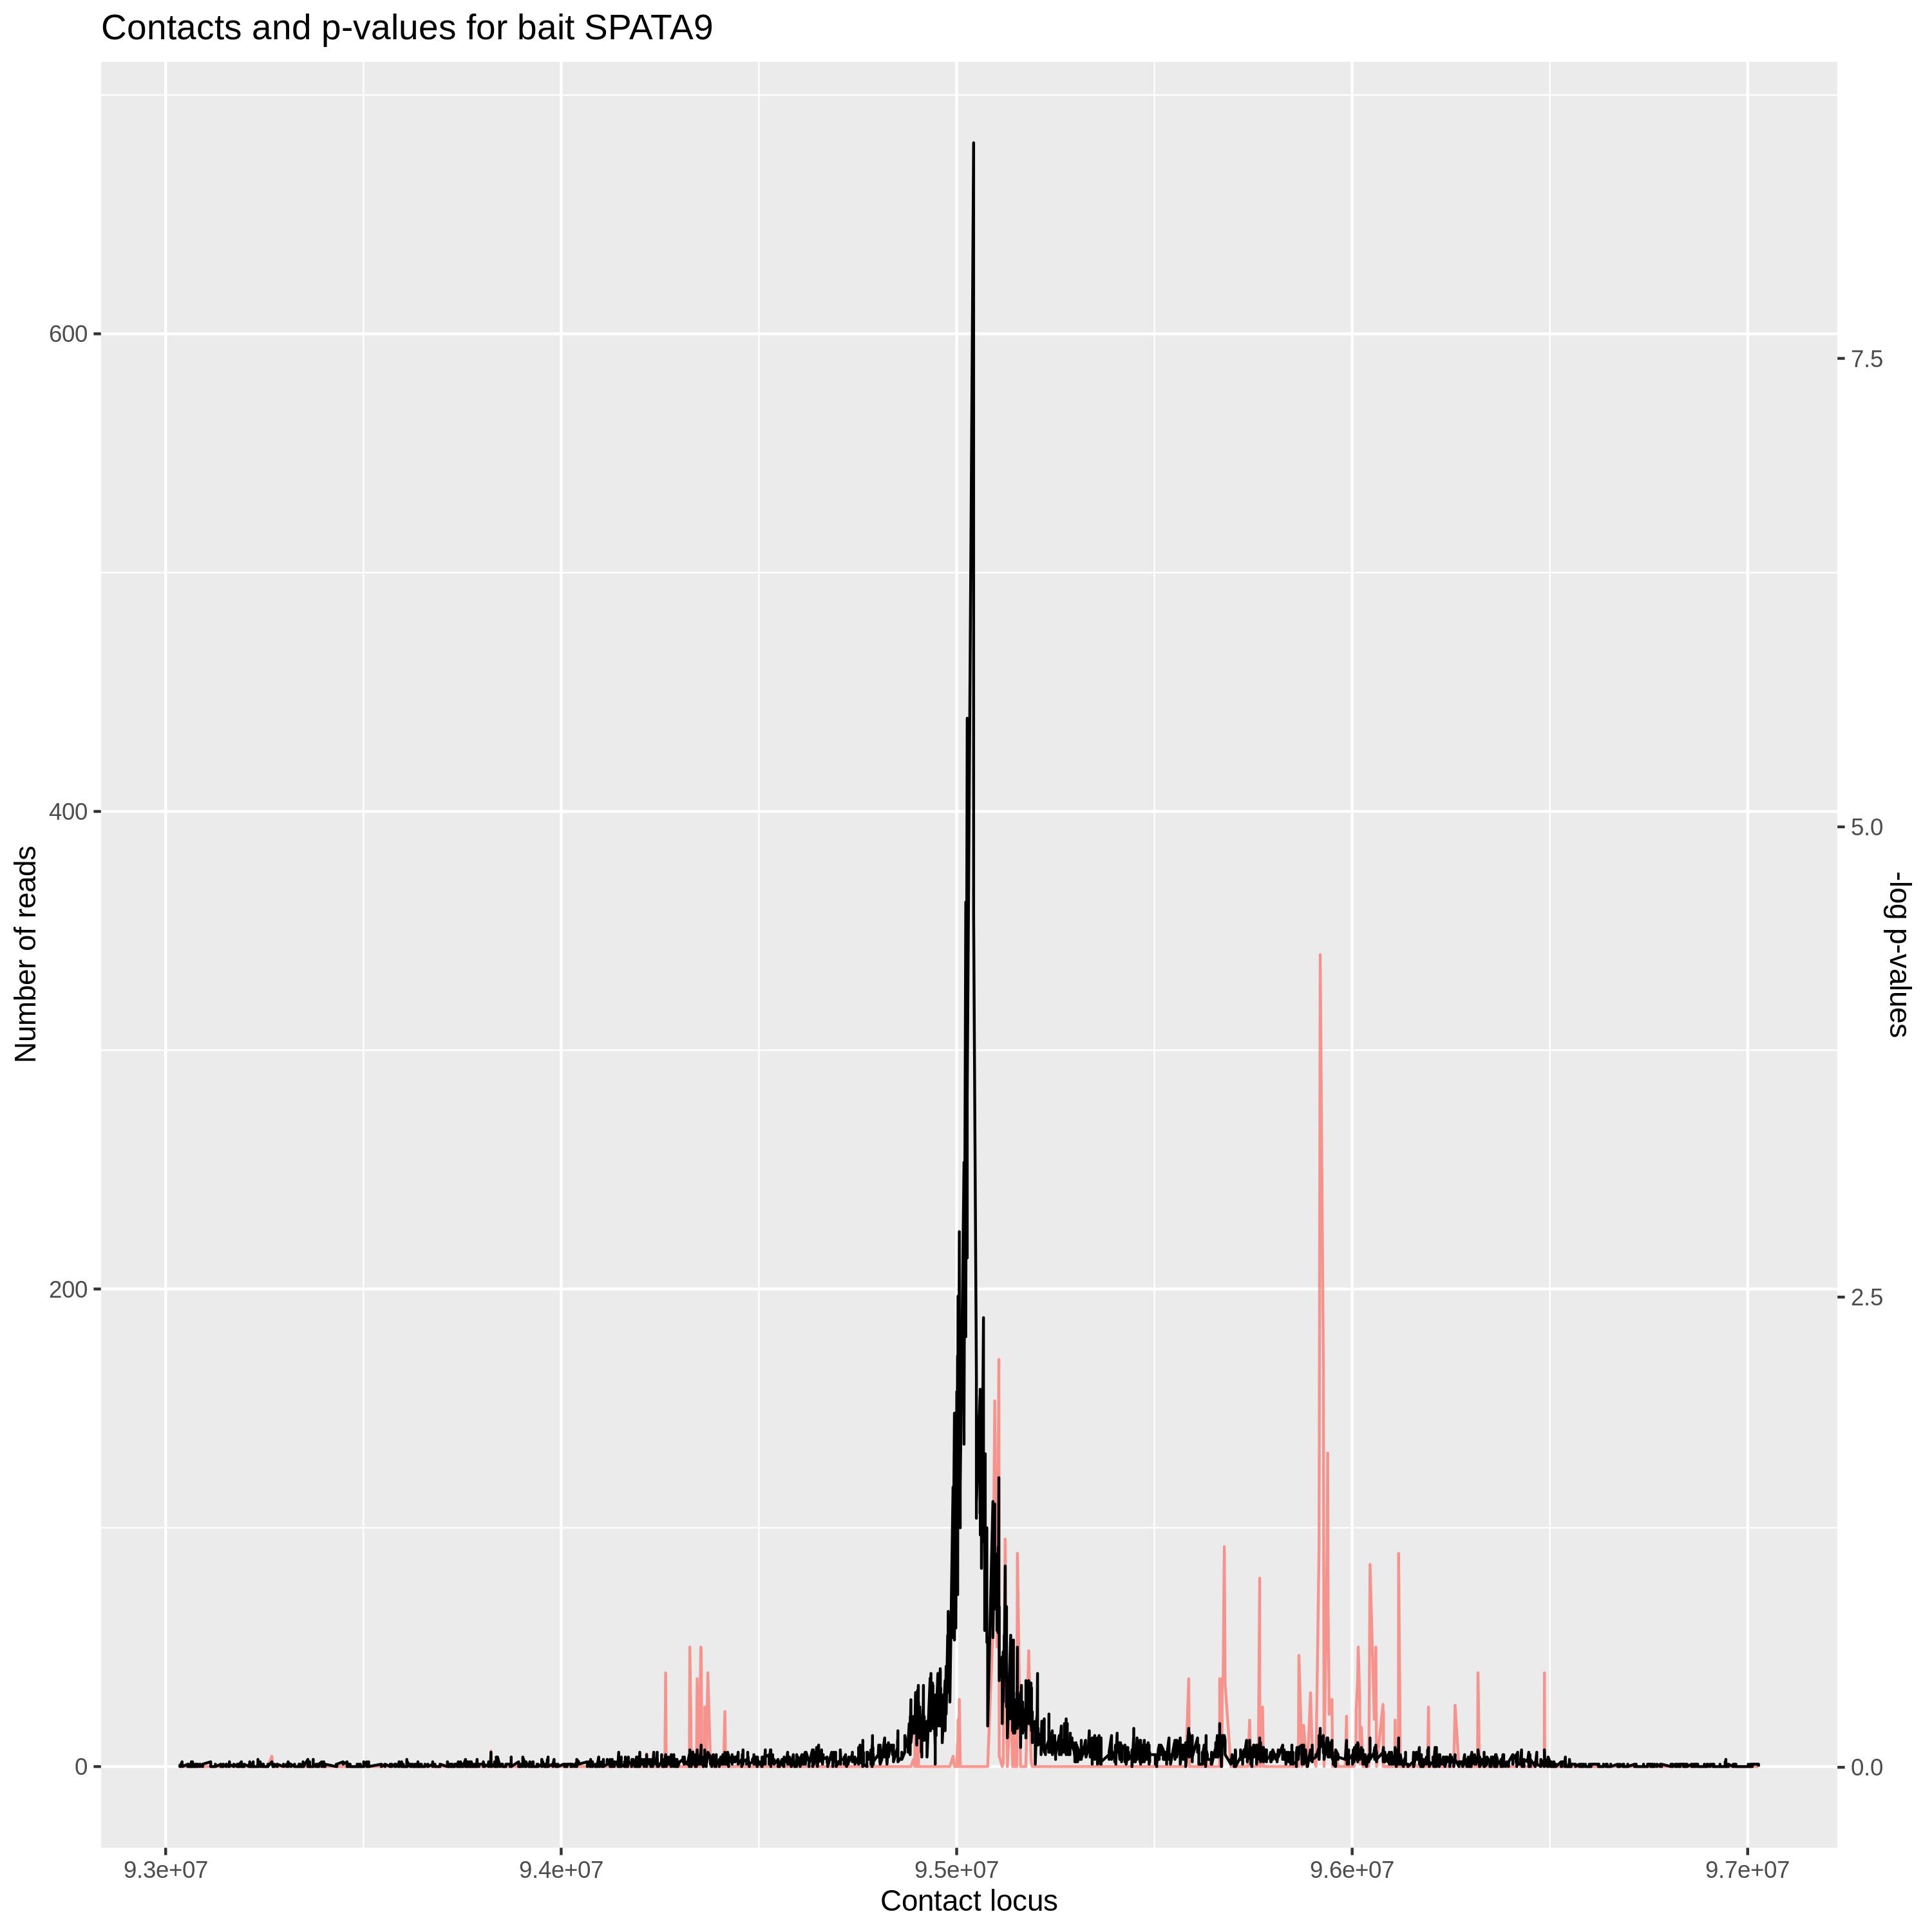 Contacts and p-values for bait SPATA9
Number of reads
600
400
200
0
7.5
5.0
2.5
0.0
-log p-values
9.3e+07
9.4e+07
9.5e+07
9.6e+07
9.7e+07
Contact locus